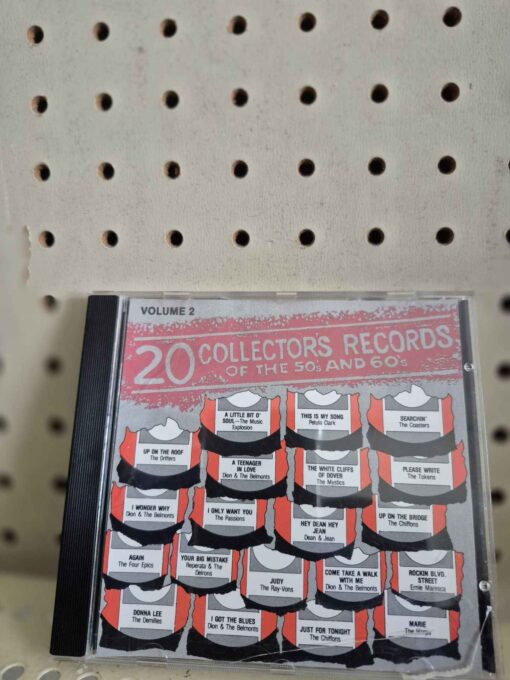 VOLUME 2
20 COLLECTORS RECORDS
OF THE 50s AND 60s
A LITTLE BIT O'
SOUL—The Music
Explosion
THIS IS MY SONG
Petula Clark
SEARCHIN'
The Coasters
UP ON THE ROOF
The Drifters
A TEENAGER
IN LOVE
Dion & The Belmonts
THE WHITE CLIFFS
OF DOVER
The Mystics
PLEASE WRITE
The Tokens
I WONDER WHY
Dion & The Belmonts
I ONLY WANT YOU
The Passions
HEY DEAN HEY
JEAN
Dean & Jean
UP ON THE BRIDGE
The Chiffons
AGAIN
The Four Epics
YOUR BIG MISTAKE
Reperata & The
Delrons
JUDY
The Ray-Vons
COME TAKE A WALK
WITH ME
Dion & The Belmonts
ROCKIN BLVD.
STREET
Ernie Maresca
DONNA LEE
The Demilles
I GOT THE BLUES
Dion & The Belmonts
JUST FOR TONIGHT
The Chiffons
MARIE
The